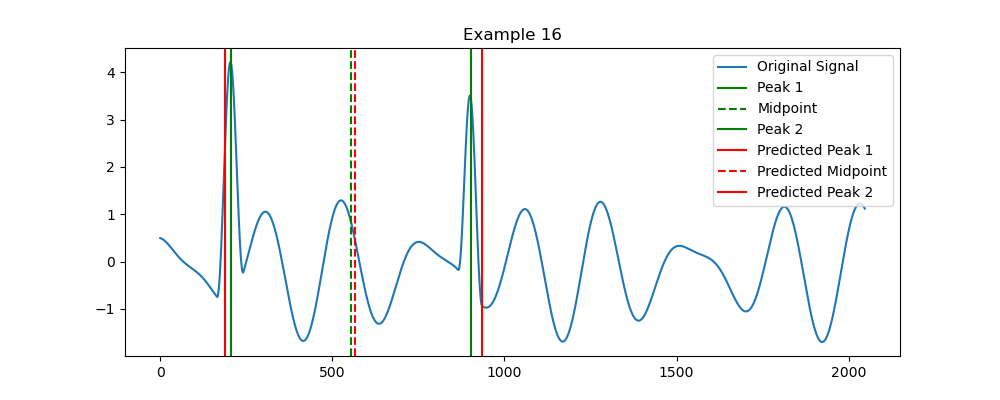 Example 16
4
3
2
1
0
−1
0
500
1000
1500
2000
Original Signal
Peak 1
Midpoint
Peak 2
Predicted Peak 1
Predicted Midpoint
Predicted Peak 2